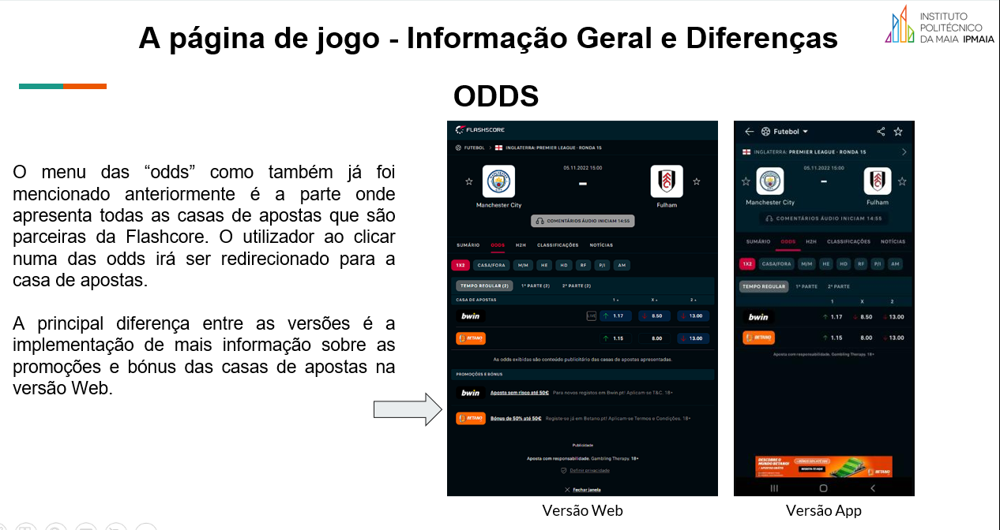 A página de jogo - Informação Geral e Diferenças
INSTITUTO
POLITÉCNICO
DA MAIA IPMAIA
ODDS
O menu das “odds” como também já foi
mencionado anteriormente é a parte onde
apresenta todas as casas de apostas que são
parceiras da Flashcore. O utilizador ao clicar
numa das odds irá ser redirecionado para a
casa de apostas.
A principal diferença entre as versões é a
implementação de mais informação sobre as
promoções e bónus das casas de apostas na
versão Web.
FLASHSCORE
FUTEBOL > INGLATERRA: PREMIER LEAGUE - RONDA 15
05.11.2022 15:00
–
Manchester City
Fulham
COMENTÁRIOS ÁUDIO INICIAM 14:55
SUMÁRIO ODDS H2H CLASSIFICAÇÕES NOTÍCIAS
1X2 CASA/FORA M/M HE HD RF P/I AM
TEMPO REGULAR (2) 1ª PARTE (2) 2ª PARTE (2)
CASA DE APOSTAS 1 X 2
bwin LIVE 1.17 8.50 13.00
BETANO 1.15 8.00 13.00
As odds exibidas são conteúdo publicitário das casas de apostas apresentadas.
PROMOÇÕES E BÓNUS
bwin Aposta sem risco até 50€ Para novos registos em Bwin.pt! Aplicam-se T&C. 18+
BETANO Bónus de 50% até 50€ Registe-se já em Betano.pt! Aplicam-se Termos e Condições. 18+
Publicidade
Aposta com responsabilidade. Gambling Therapy. 18+
Definir privacidade
Fechar janela
Versão Web
Futebol
INGLATERRA: PREMIER LEAGUE - RONDA 15
05.11.2022 15:00
–
Manchester City
Fulham
COMENTÁRIOS ÁUDIO INICIAM 14:55
SUMÁRIO ODDS H2H CLASSIFICAÇÕES NOTÍCIAS
1X2 CASA/FORA M/M HE HD RF P/I AM
TEMPO REGULAR 1ª PARTE 2ª PARTE
1 X 2
bwin 1.17 8.50 13.00
BETANO 1.15 8.00 13.00
Aposta com responsabilidade. Gambling Therapy. 18+
DESCOBRE O
MUNDO BETANO!
BETANO
Versão App